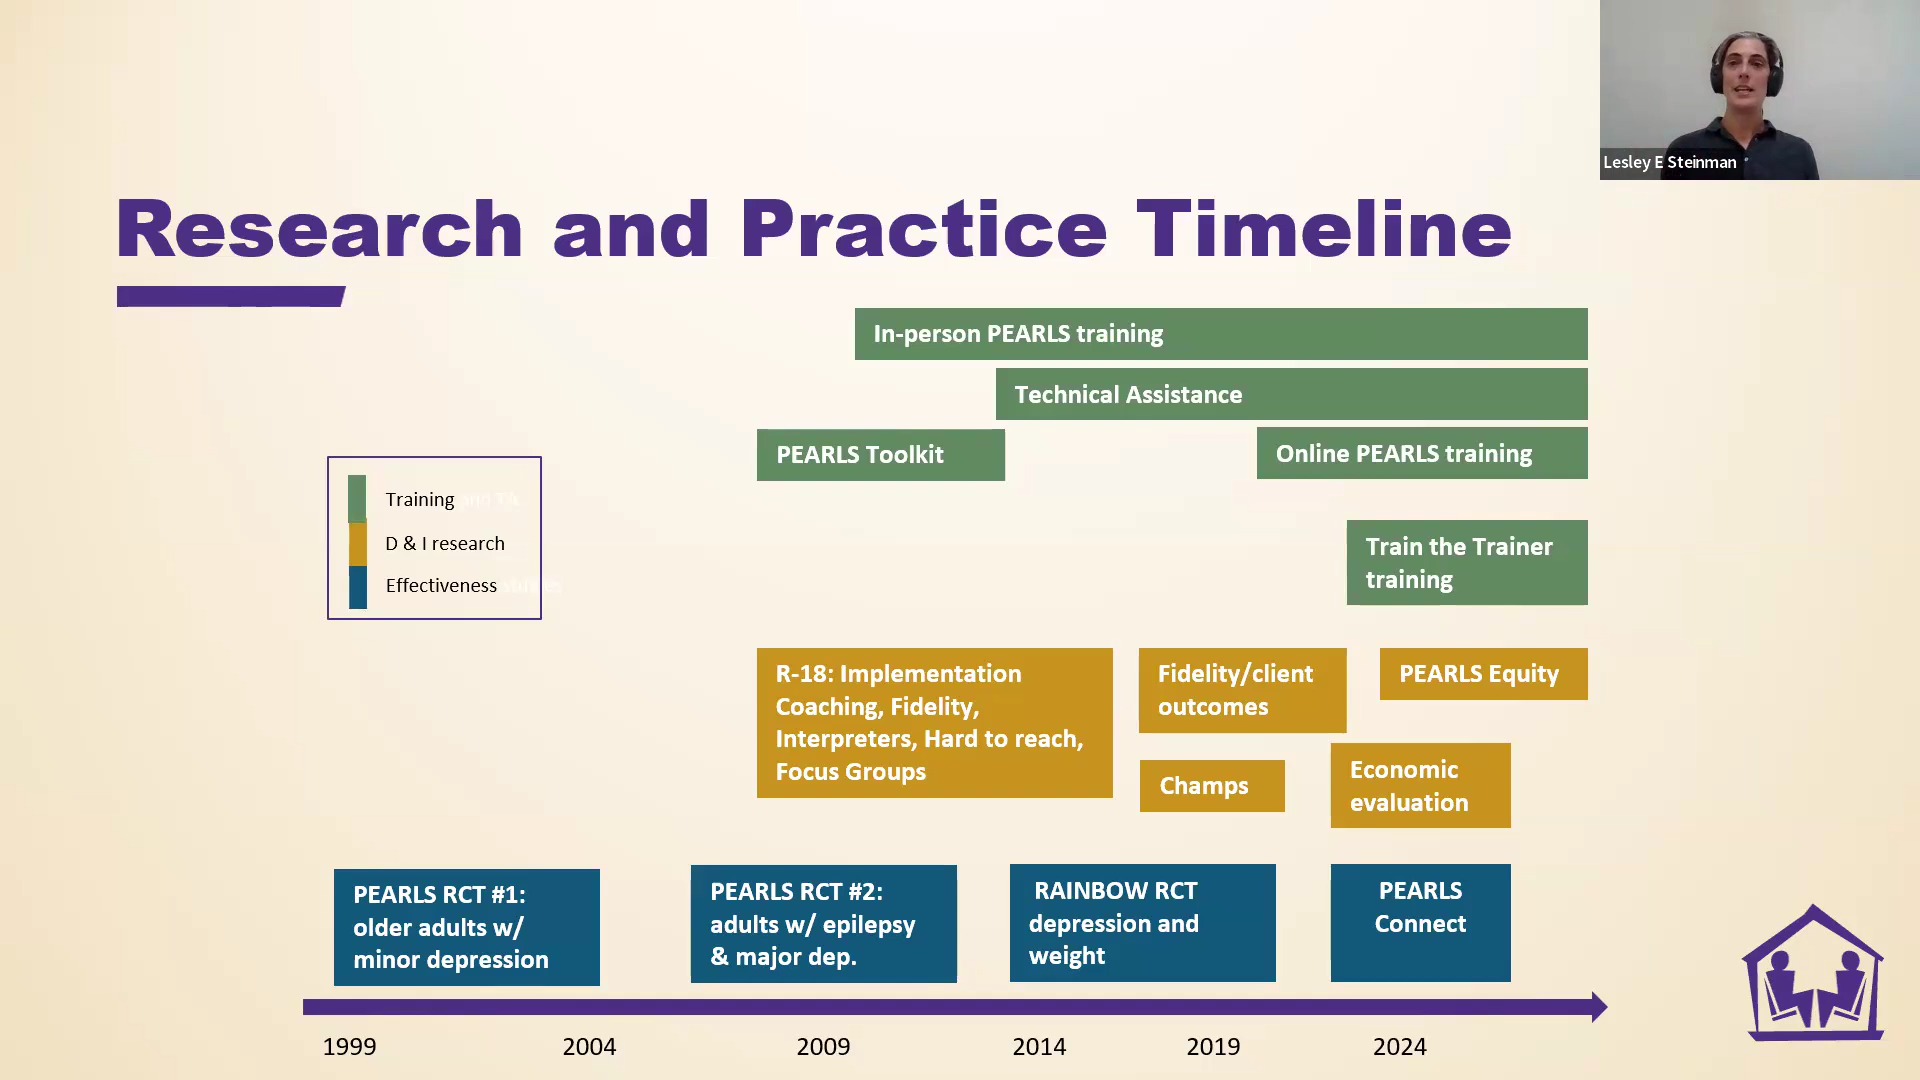 Lesley E Steinman
Research and Practice Timeline
In-person PEARLS training
Technical Assistance
PEARLS Toolkit
Online PEARLS training
Train the Trainer
training
Training and TA
D & I research
Effectiveness studies
R-18: Implementation
Coaching, Fidelity,
Interpreters, Hard to reach,
Focus Groups
Fidelity/client
outcomes
PEARLS Equity
Champs
Economic
evaluation
PEARLS RCT #1:
older adults w/
minor depression
PEARLS RCT #2:
adults w/ epilepsy
& major dep.
RAINBOW RCT
depression and
weight
PEARLS
Connect
1999
2004
2009
2014
2019
2024